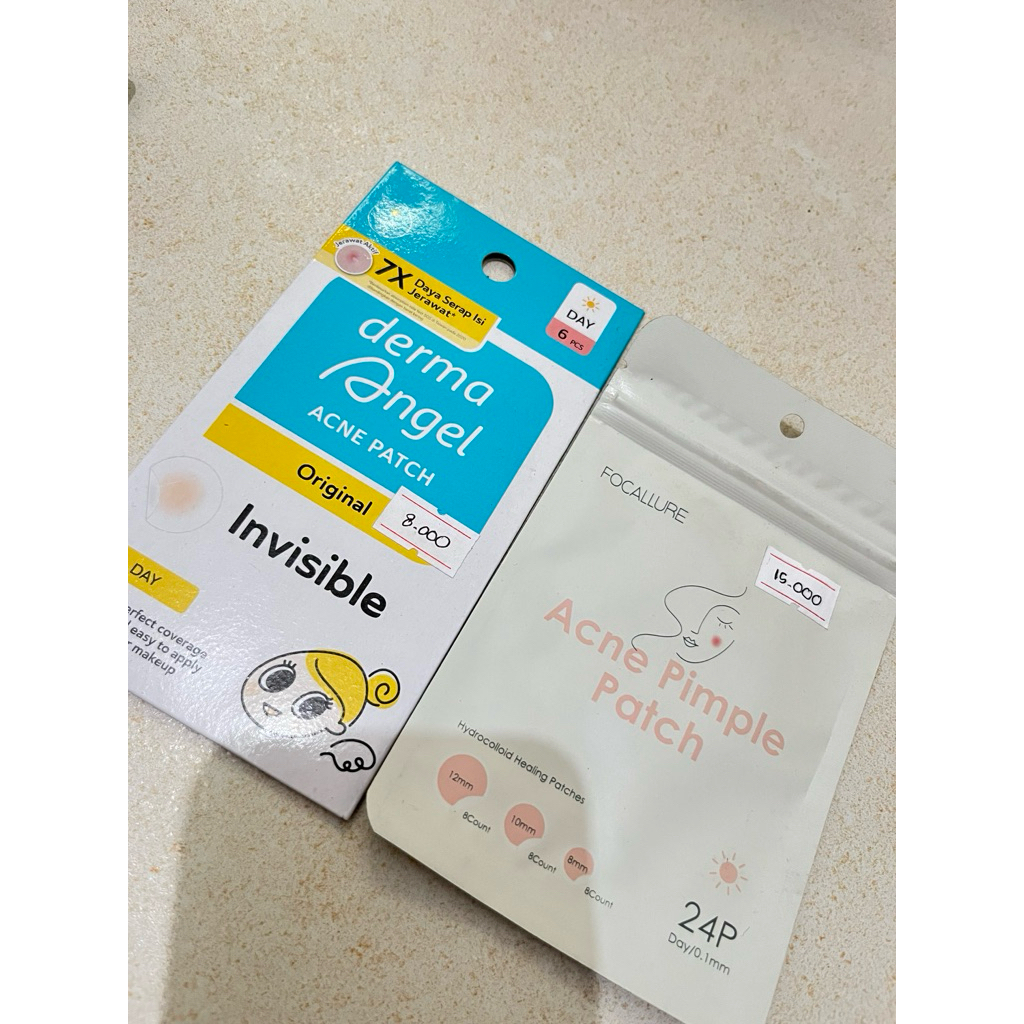 Jerawat Aktif
7X Daya Serap Isi
Jerawat*
DAY
6 PCS
derma
Angel
ACNE PATCH
Original
8.000
Invisible
DAY
erfect coverage
easy to apply
makeup
FOCALLURE
15.000
Acne Pimple
Patch
Hydrocolloid Healing Patches
12mm
8Count
10mm
8Count
8mm
8Count
24P
Day/0.1mm